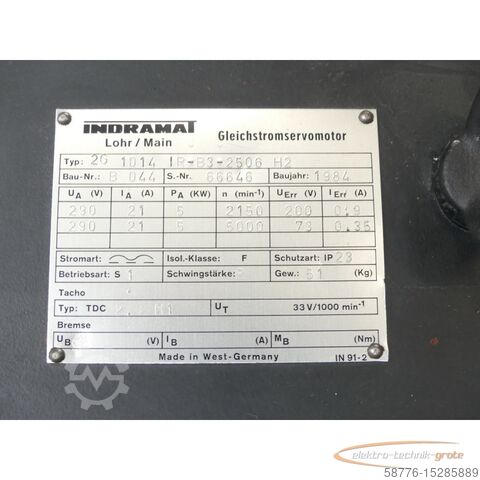 INDRAMAT
Lohr / Main
Gleichstromservomotor
Typ: 2G 1014 IR-B3-2506 H2
Bau-Nr.: B 044 S.-Nr. 66646 Baujahr: 1984
UA (V) IA (A) PA (KW) n (min-1) UErr (V) IErr (A)
290 21 5 2150 200 0.9
290 21 5 5000 73 0.35
Stromart: Isol.-Klasse: F Schutzart: IP 23
Betriebsart: S 1 Schwingstärke: Gew.: 61 (Kg)
Tacho
Typ: TDC UT 33V/1000 min-1
Bremse
UB (V) IB (A) MB (Nm)
Made in West-Germany
IN 91-2
MACHINESEEKER
elektro-technik-grote
58776-15285889